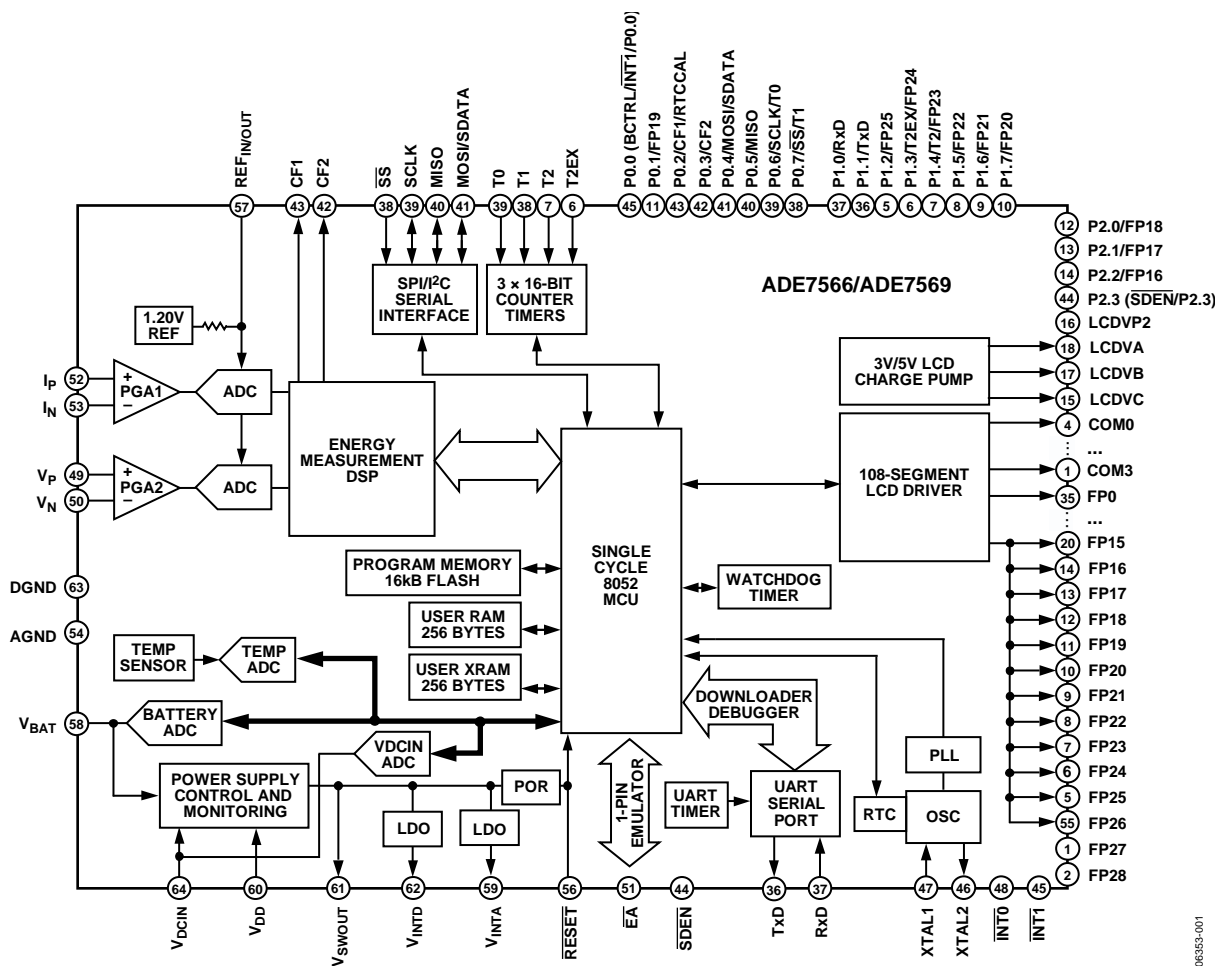 REFIN/OUT
CF1
CF2
SS
SCLK
MISO
MOSI/SDATA
T0
T1
T2
T2EX
P0.0 (BCTRL/INT1/P0.0)
P0.1/FP19
P0.2/CF1/RTCCAL
P0.3/CF2
P0.4/MOSI/SDATA
P0.5/MISO
P0.6/SCLK/T0
P0.7/SS/T1
P1.0/RxD
P1.1/TxD
P1.2/FP25
P1.3/T2EX/FP24
P1.4/T2/FP23
P1.5/FP22
P1.6/FP21
P1.7/FP20
57
43
42
38
39
40
41
39
38
7
6
45
11
43
42
41
40
39
38
37
36
5
6
7
8
9
10
12 P2.0/FP18
13 P2.1/FP17
14 P2.2/FP16
44 P2.3 (SDEN/P2.3)
16 LCDVP2
18 LCDVA
17 LCDVB
15 LCDVC
4 COM0
...
1 COM3
35 FP0
...
20 FP15
14 FP16
13 FP17
12 FP18
11 FP19
10 FP20
9 FP21
8 FP22
7 FP23
6 FP24
5 FP25
55 FP26
1 FP27
2 FP28
ADE7566/ADE7569
SPI/I2C
SERIAL
INTERFACE
3 × 16-BIT
COUNTER
TIMERS
1.20V
REF
IP 52
IN 53
+
PGA1
–
ADC
VP 49
VN 50
+
PGA2
–
ADC
ENERGY
MEASUREMENT
DSP
3V/5V LCD
CHARGE PUMP
108-SEGMENT
LCD DRIVER
SINGLE
CYCLE
8052
MCU
PROGRAM MEMORY
16kB FLASH
USER RAM
256 BYTES
USER XRAM
256 BYTES
WATCHDOG
TIMER
DGND 63
AGND 54
TEMP
SENSOR
TEMP
ADC
VBAT 58
BATTERY
ADC
VDCIN
ADC
POWER SUPPLY
CONTROL AND
MONITORING
LDO
LDO
POR
1-PIN
EMULATOR
DOWNLOADER
DEBUGGER
UART
TIMER
UART
SERIAL
PORT
PLL
RTC
OSC
64
60
61
62
59
56
51
44
36
37
47
46
48
45
VDCIN
VDD
VSWOUT
VINTD
VINTA
RESET
EA
SDEN
TxD
RxD
XTAL1
XTAL2
INT0
INT1
06353-001